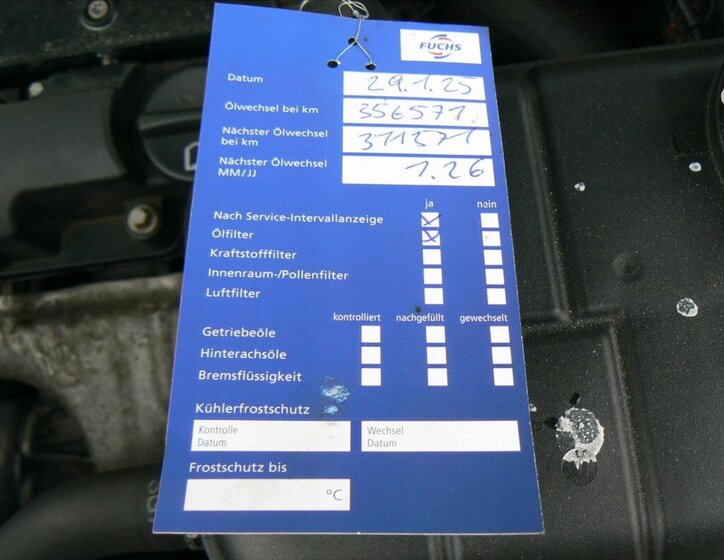 FUCHS
Datum 29.1.25
Ölwechsel bei km 356571
Nächster Ölwechsel
bei km 371571
Nächster Ölwechsel
MM/JJ 1.26
ja nein
Nach Service-Intervallanzeige
Ölfilter
Kraftstofffilter
Innenraum-/Pollenfilter
Luftfilter
kontrolliert nachgefüllt gewechselt
Getriebeöle
Hinterachsöle
Bremsflüssigkeit
Kühlerfrostschutz
Kontrolle Wechsel
Datum Datum
Frostschutz bis
°C